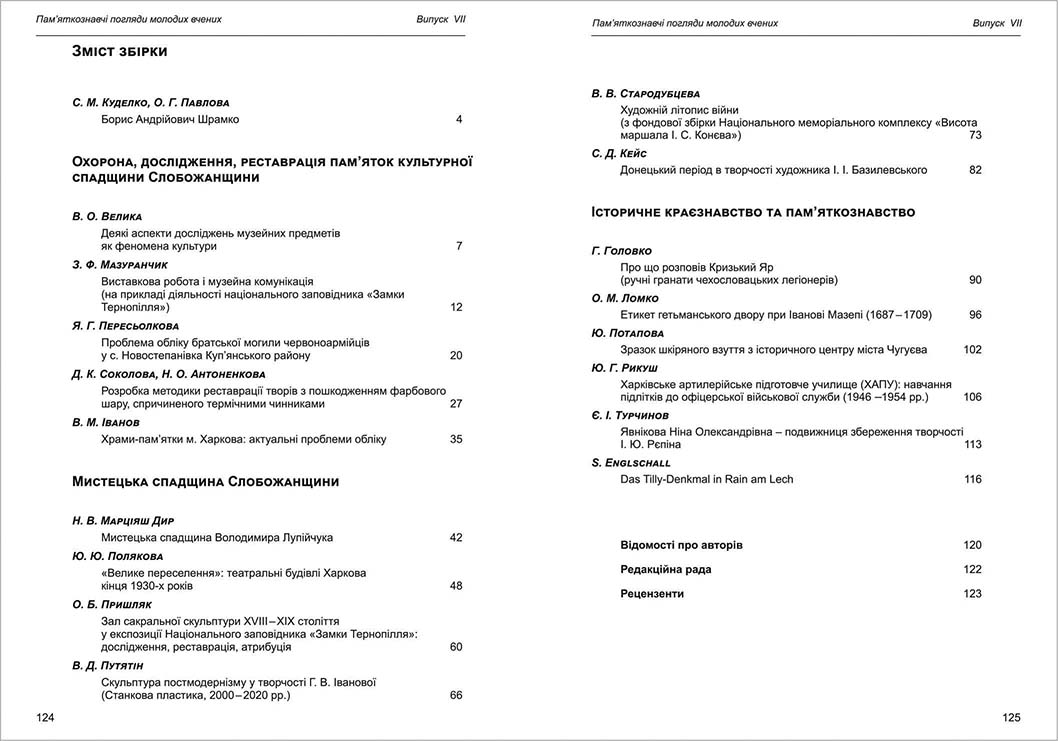 Пам’яткознавчі погляди молодих вчених Випуск VII
Зміст збірки
С. М. Куделко, О. Г. Павлова
Борис Андрійович Шрамко 4
Охорона, дослідження, реставрація пам’яток культурної
спадщини Слобожанщини
В. О. Велика
Деякі аспекти досліджень музейних предметів
як феномена культури 7
З. Ф. Мазуранчик
Виставкова робота і музейна комунікація
(на прикладі діяльності національного заповідника «Замки
Тернопілля») 12
Я. Г. Пересьолкова
Проблема обліку братської могили червоноармійців
у с. Новостепанівка Куп’янського району 20
Д. К. Соколова, Н. О. Антоненкова
Розробка методики реставрації творів з пошкодженням фарбового
шару, спричиненого термічними чинниками 27
В. М. Іванов
Храми-пам’ятки м. Харкова: актуальні проблеми обліку 35
Мистецька спадщина Слобожанщини
Н. В. Марціяш Дир
Мистецька спадщина Володимира Лупійчука 42
Ю. Ю. Полякова
«Велике переселення»: театральні будівлі Харкова
кінця 1930-х років 48
О. Б. Пришляк
Зал сакральної скульптури XVIII–XIX століття
у експозиції Національного заповідника «Замки Тернопілля»:
дослідження, реставрація, атрибуція 60
В. Д. Путятін
Скульптура постмодернізму у творчості Г. В. Іванової
(Станкова пластика, 2000–2020 рр.) 66
124
Пам’яткознавчі погляди молодих вчених Випуск VII
В. В. Стародубцева
Художній літопис війни
(з фондової збірки Національного меморіального комплексу «Висота
маршала І. С. Конєва») 73
С. Д. Кейс
Донецький період в творчості художника І. І. Базилевського 82
Історичне краєзнавство та пам’яткознавство
Г. Головко
Про що розповів Кризький Яр
(ручні гранати чехословацьких легіонерів) 90
О. М. Ломко
Етикет гетьманського двору при Іванові Мазепі (1687–1709) 96
Ю. Потапова
Зразок шкіряного взуття з історичного центру міста Чугуєва 102
Ю. Г. Рикуш
Харківське артилерійське підготовче училище (ХАПУ): навчання
підлітків до офіцерської військової служби (1946 –1954 рр.) 106
Є. І. Турчинов
Явнікова Ніна Олександрівна – подвижниця збереження творчості
І. Ю. Рєпіна 113
S. Englschall
Das Tilly-Denkmal in Rain am Lech 116
Відомості про авторів 120
Редакційна рада 122
Рецензенти 123
125